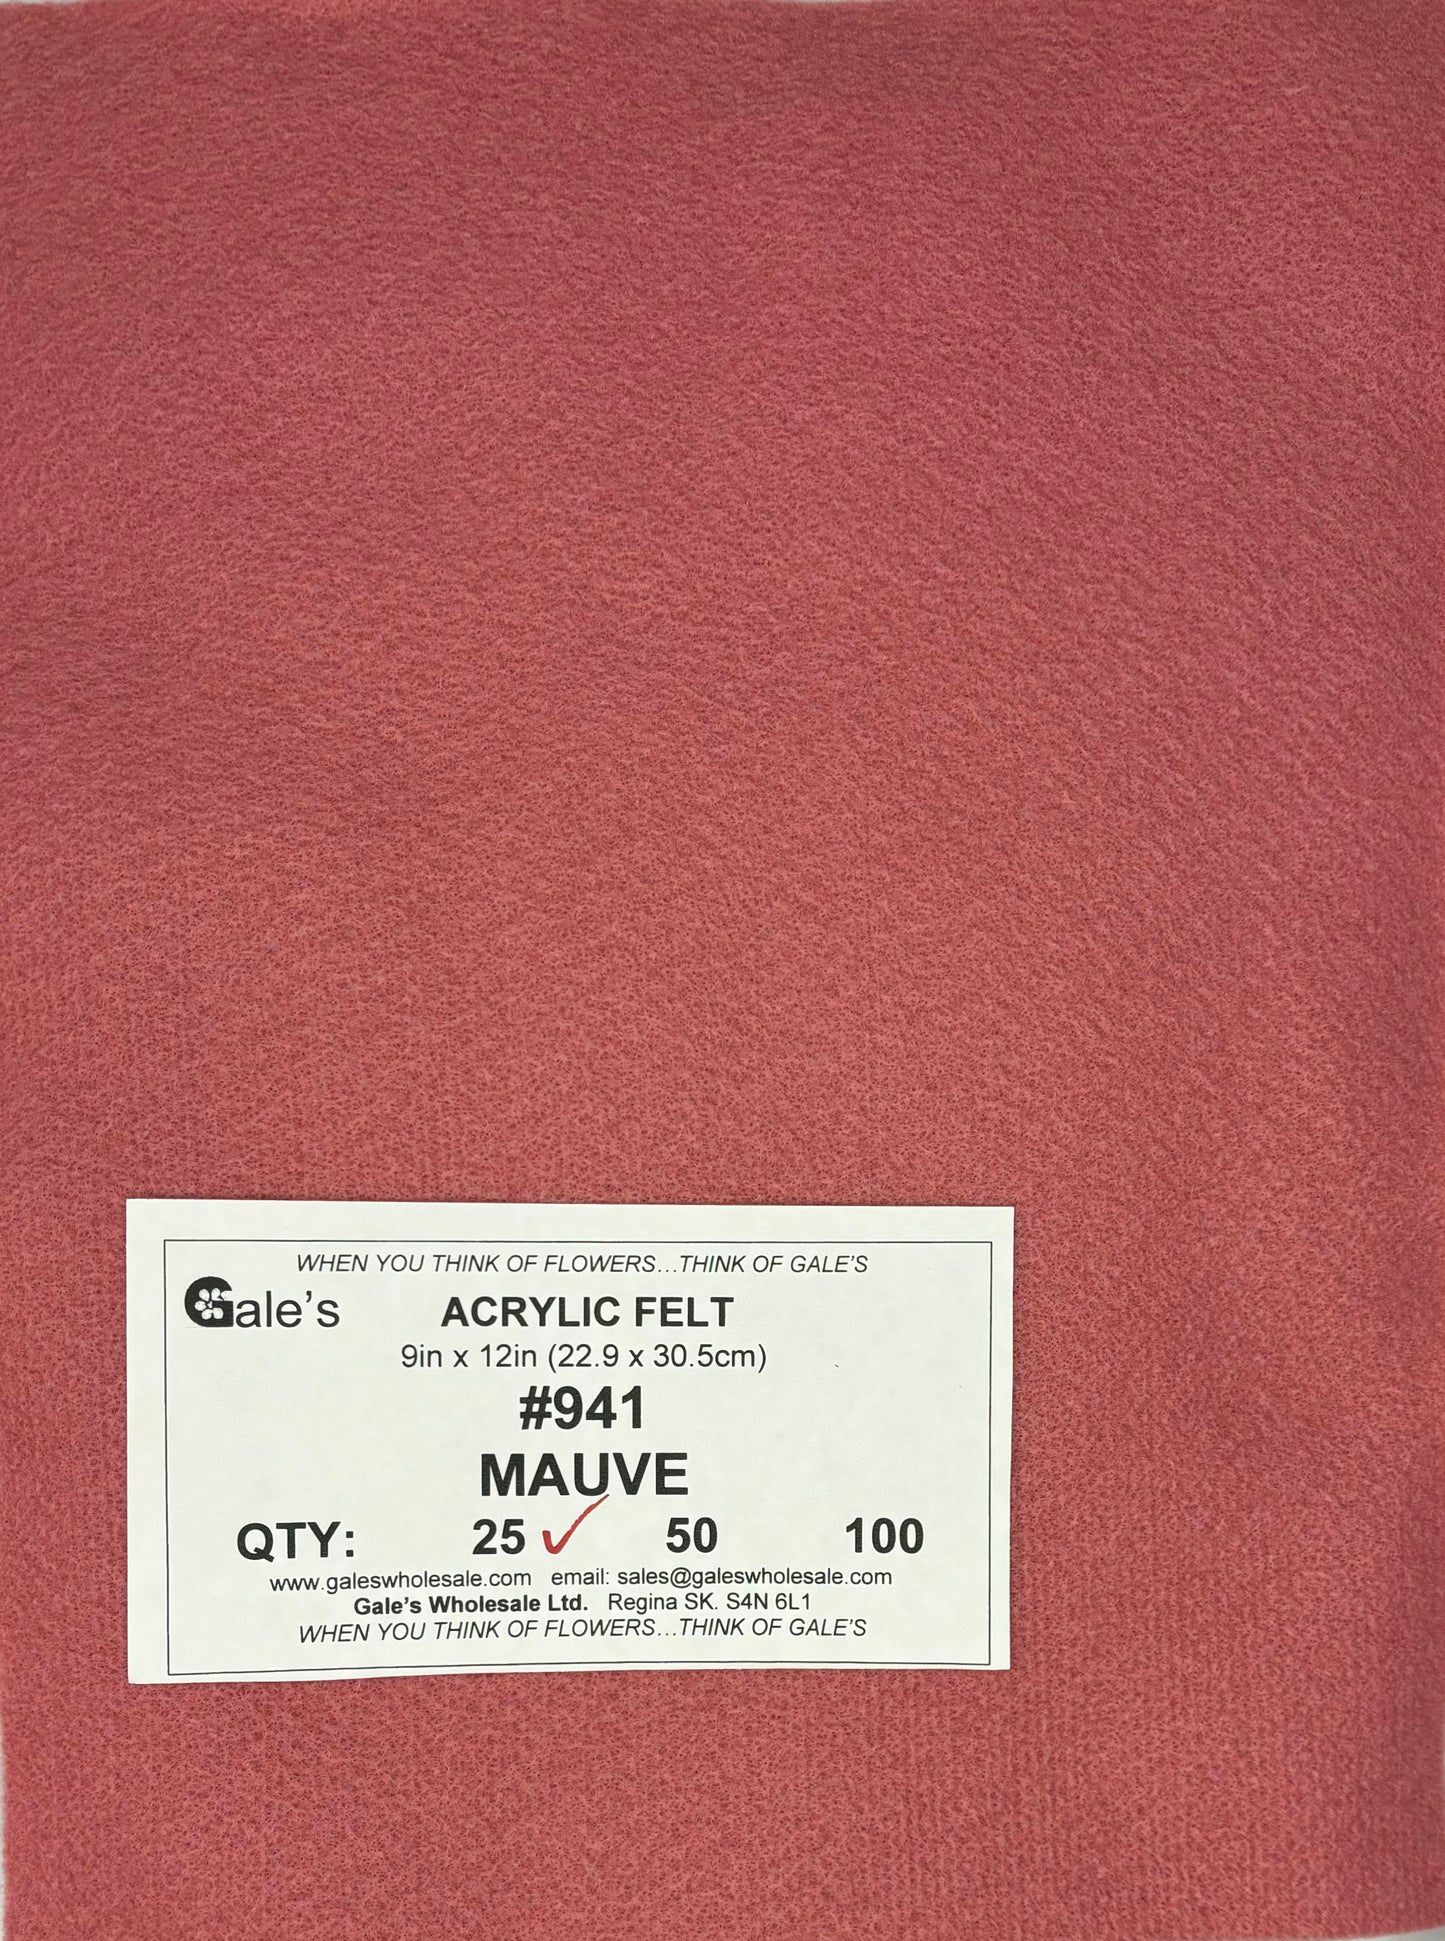 WHEN YOU THINK OF FLOWERS...THINK OF GALE'S
Gale's ACRYLIC FELT
9in x 12in (22.9 x 30.5cm)
#941
MAUVE
QTY: 25 ✓ 50 100
www.galeswholesale.com email: sales@galeswholesale.com
Gale's Wholesale Ltd. Regina SK. S4N 6L1
WHEN YOU THINK OF FLOWERS...THINK OF GALE'S